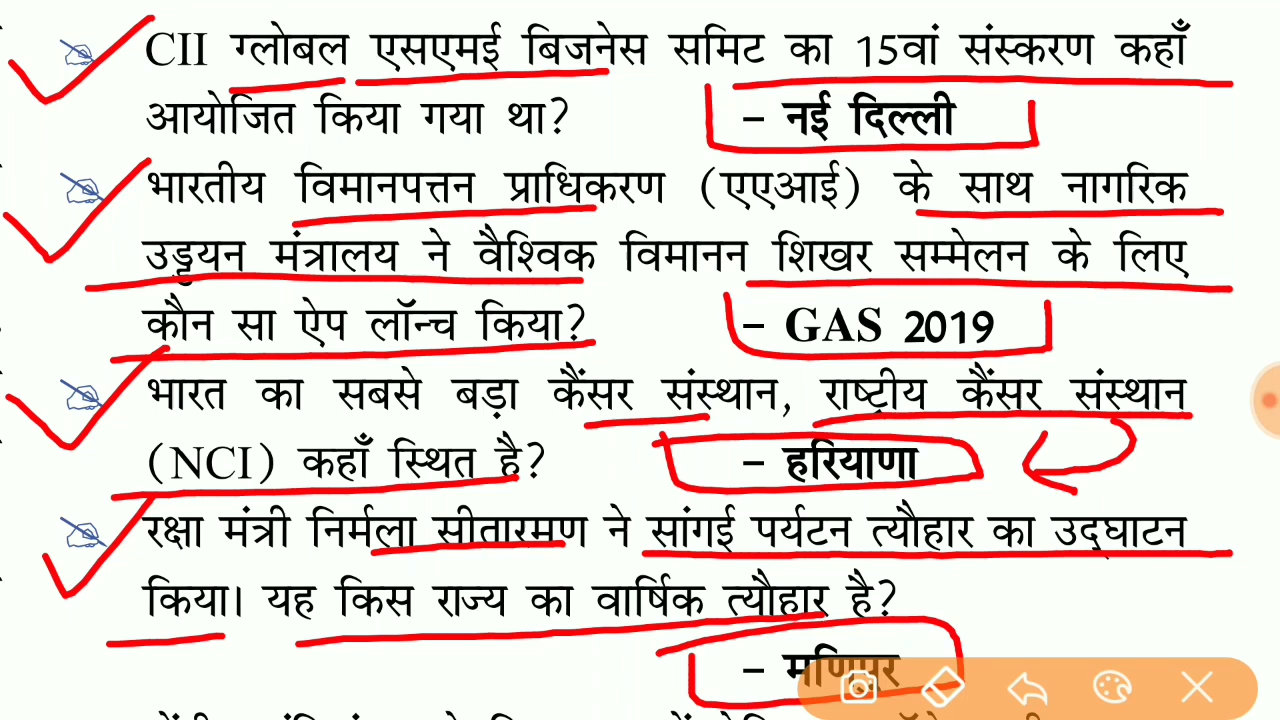 CII ग्लोबल एसएमई बिजनेस समिट का 15वां संस्करण कहाँ
आयोजित किया गया था? – नई दिल्ली
भारतीय विमानपत्तन प्राधिकरण (एएआई) के साथ नागरिक
उड्डयन मंत्रालय ने वैश्विक विमानन शिखर सम्मेलन के लिए
कौन सा ऐप लॉन्च किया? – GAS 2019
भारत का सबसे बड़ा कैंसर संस्थान, राष्ट्रीय कैंसर संस्थान
(NCI) कहाँ स्थित है? – हरियाणा
रक्षा मंत्री निर्मला सीतारमण ने सांगई पर्यटन त्यौहार का उद्घाटन
किया। यह किस राज्य का वार्षिक त्यौहार है?
– मणिपुर